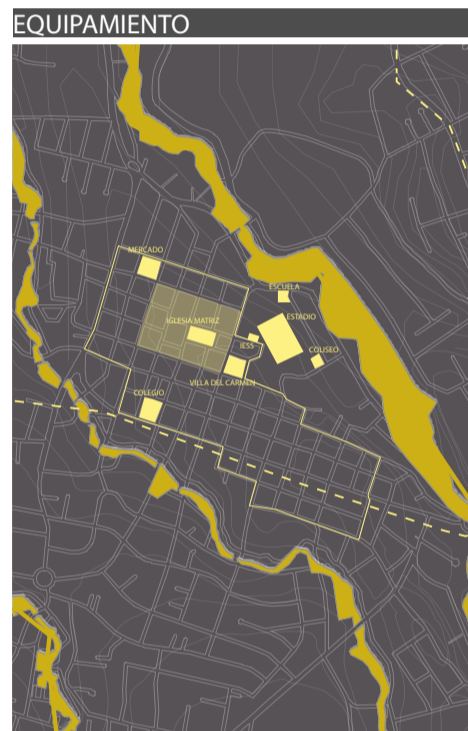 EQUIPAMIENTO
MERCADO
ESCUELA
ESTADIO
IGLESIA MATRIZ
IESS
COLISEO
VILLA DEL CARMEN
COLEGIO